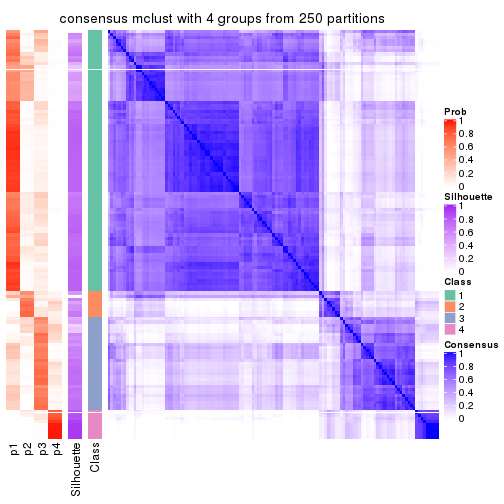 consensus mclust with 4 groups from 250 partitions
Prob
1
0.8
0.6
0.4
0.2
0
Silhouette
1
0.8
0.6
0.4
0.2
0
Class
1
2
3
4
Consensus
1
0.8
0.6
0.4
0.2
0
p1
p2
p3
p4
Silhouette
Class